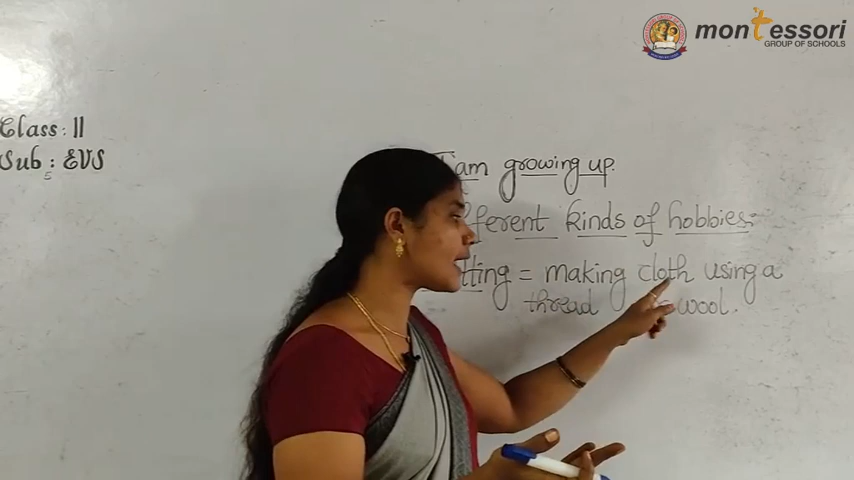 montessori
GROUP OF SCHOOLS
Class : II
Sub : EVS
5
I am growing up.
fferent kinds of hobbies:-
tting = making cloth using a
thread wool.